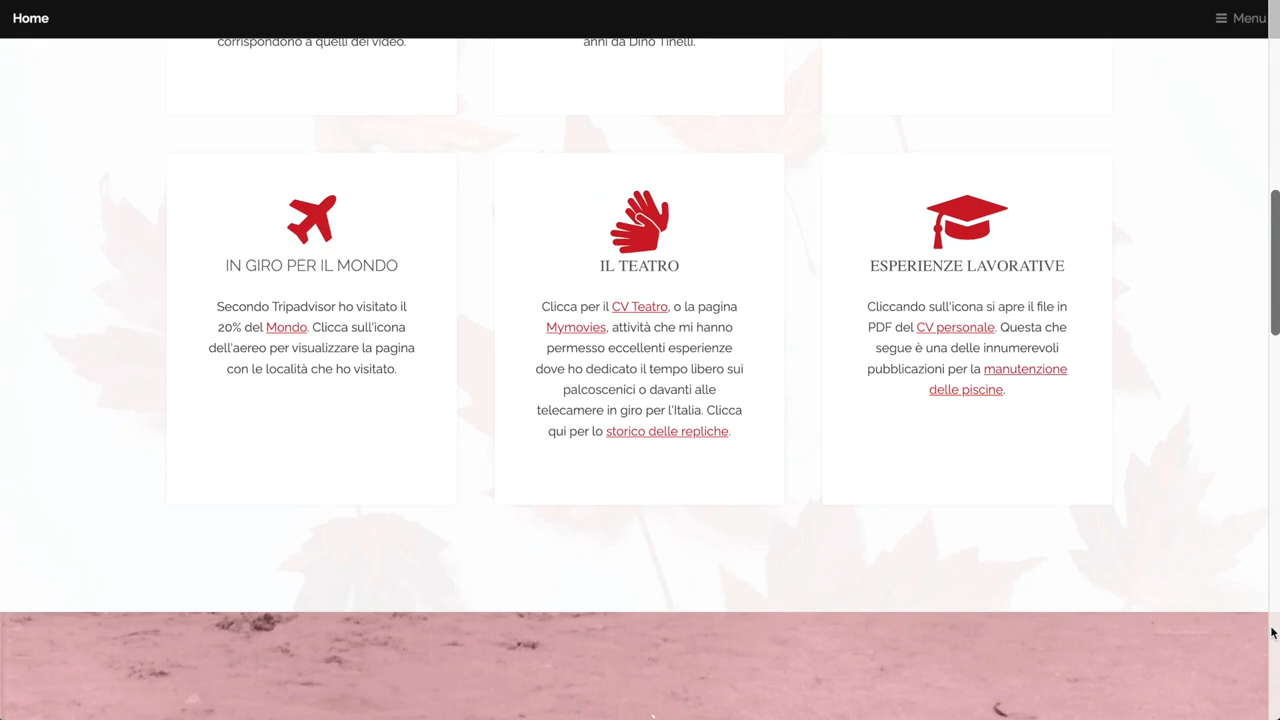 Home
Menu
corrispondono a quelli dei video.
anni da Dino Tinelli.
IN GIRO PER IL MONDO
Secondo Tripadvisor ho visitato il
20% del Mondo. Clicca sull'icona
dell'aereo per visualizzare la pagina
con le località che ho visitato.
IL TEATRO
Clicca per il CV Teatro, o la pagina
Mymovies, attività che mi hanno
permesso eccellenti esperienze
dove ho dedicato il tempo libero sui
palcoscenici o davanti alle
telecamere in giro per l'Italia. Clicca
qui per lo storico delle repliche.
ESPERIENZE LAVORATIVE
Cliccando sull'icona si apre il file in
PDF del CV personale. Questa che
segue è una delle innumerevoli
pubblicazioni per la manutenzione
delle piscine.